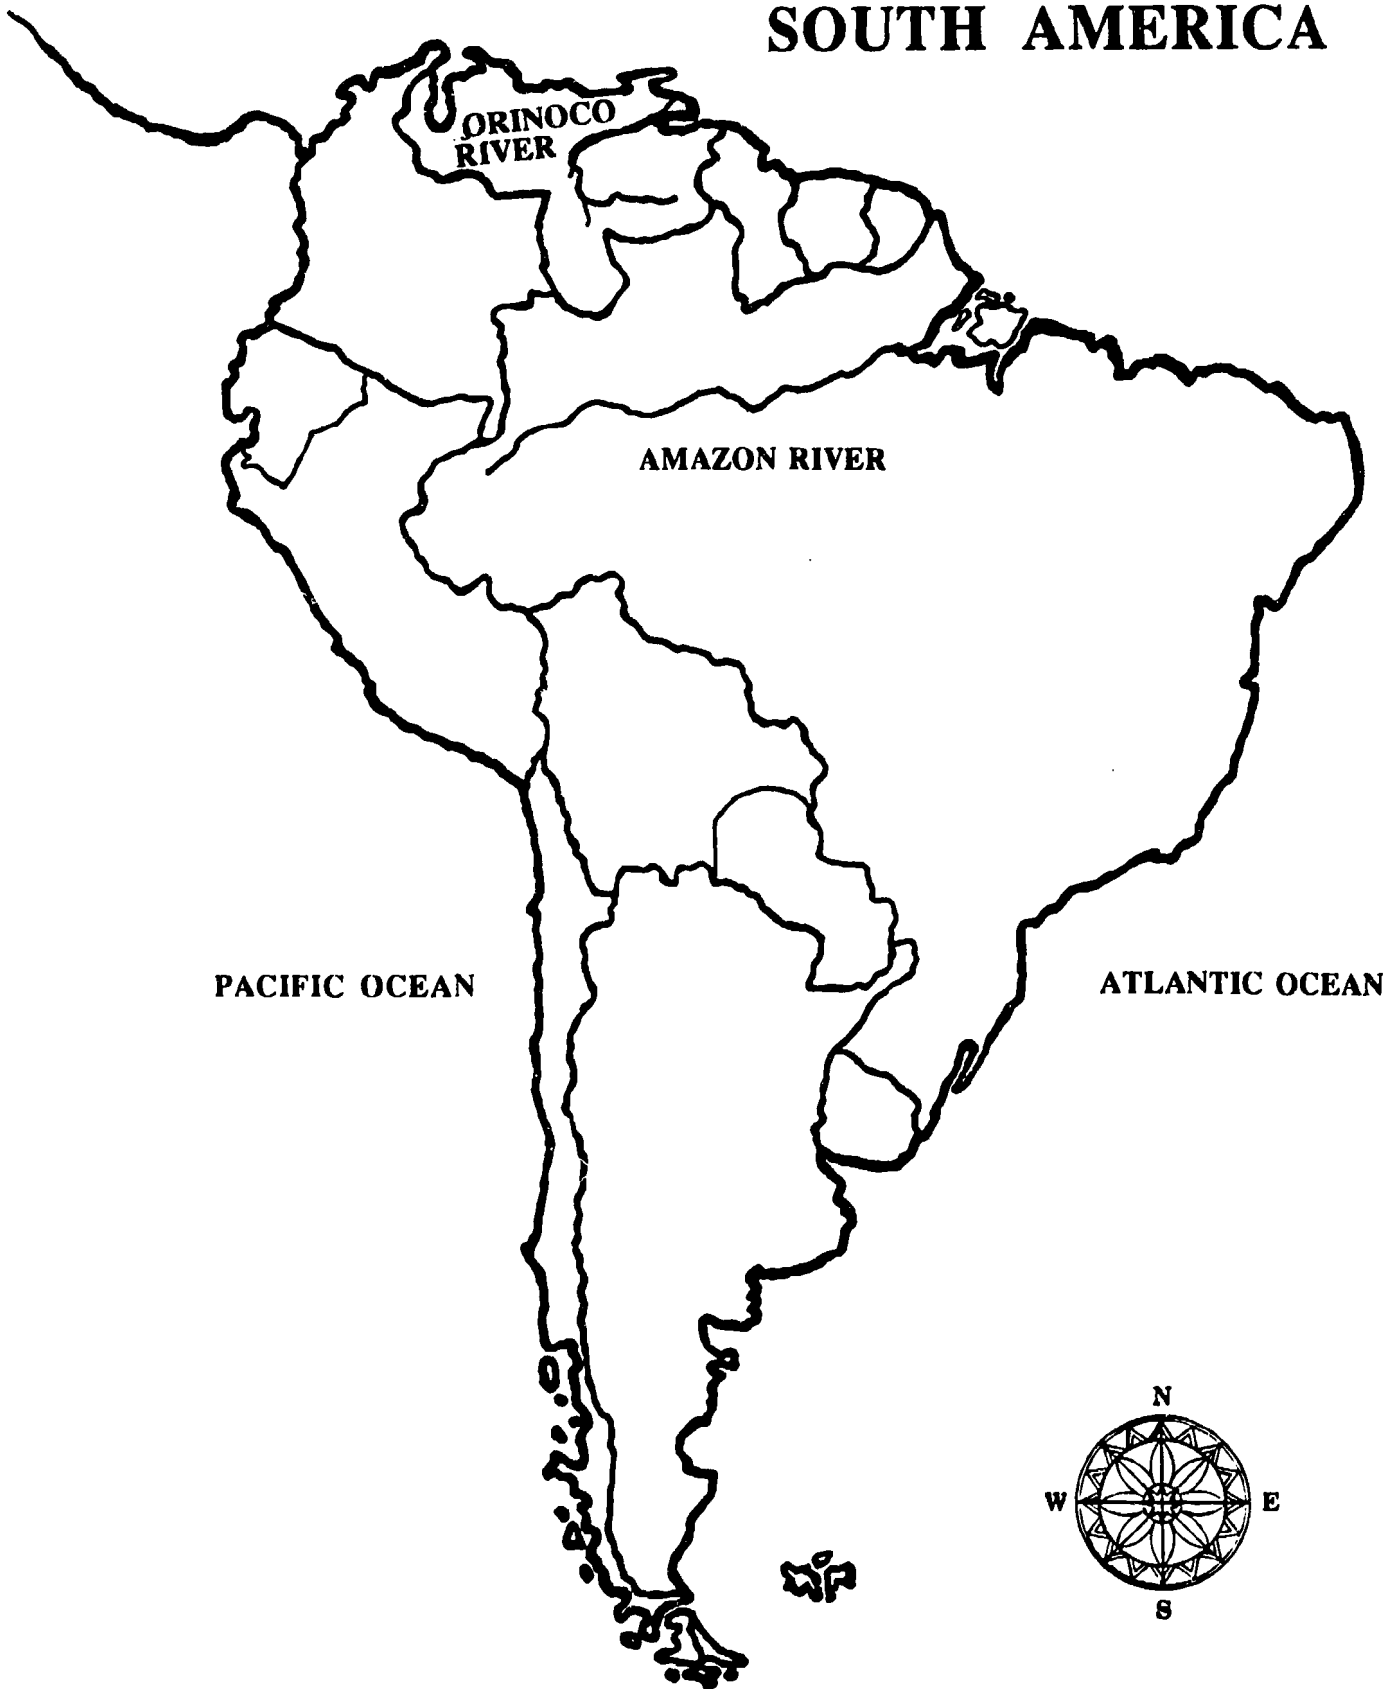 SOUTH AMERICA
ORINOCO
RIVER
AMAZON RIVER
PACIFIC OCEAN
ATLANTIC OCEAN
N
W E
S